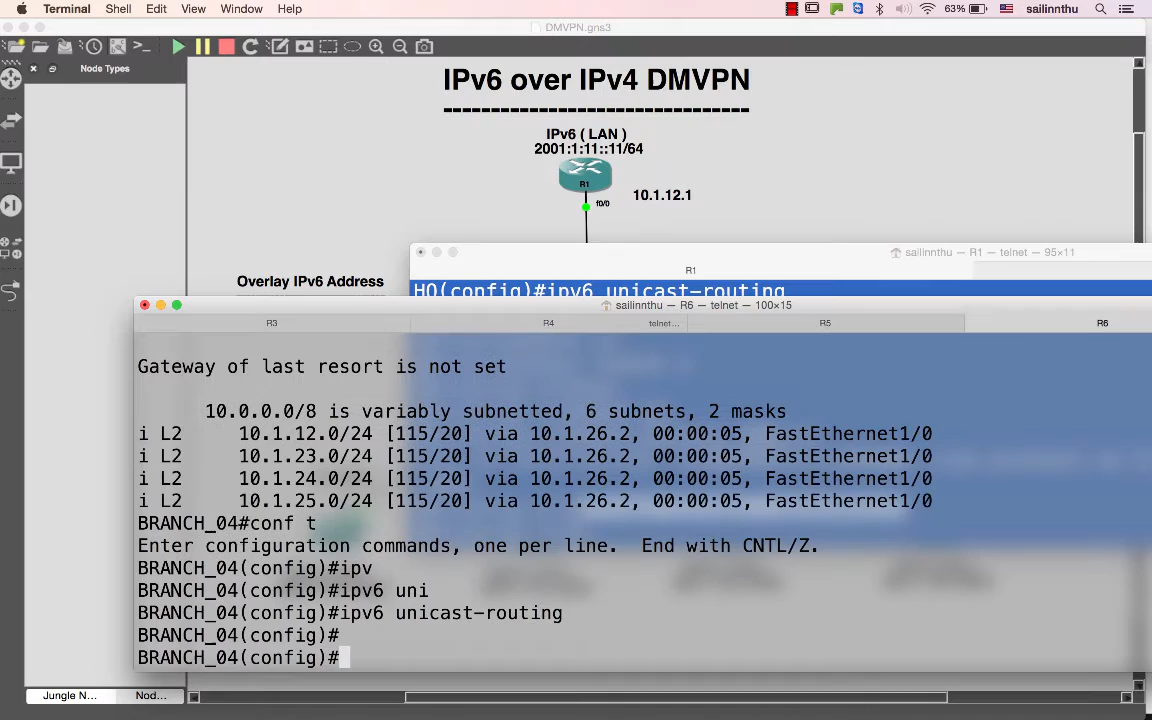 Terminal Shell Edit View Window Help 63% sailinnthu
DMVPN.gns3
Node Types
IPv6 over IPv4 DMVPN
-----------------------------------
IPv6 ( LAN )
2001:1:11::11/64
R1
10.1.12.1
f0/0
sailinnthu — R1 — telnet — 95×11
R1
Overlay IPv6 Address
HQ(config)#ipv6 unicast-routing
sailinnthu — R6 — telnet — 100×15
R3 R4 telnet... R5 R6
Gateway of last resort is not set
10.0.0.0/8 is variably subnetted, 6 subnets, 2 masks
i L2 10.1.12.0/24 [115/20] via 10.1.26.2, 00:00:05, FastEthernet1/0
i L2 10.1.23.0/24 [115/20] via 10.1.26.2, 00:00:05, FastEthernet1/0
i L2 10.1.24.0/24 [115/20] via 10.1.26.2, 00:00:05, FastEthernet1/0
i L2 10.1.25.0/24 [115/20] via 10.1.26.2, 00:00:05, FastEthernet1/0
BRANCH_04#conf t
Enter configuration commands, one per line. End with CNTL/Z.
BRANCH_04(config)#ipv
BRANCH_04(config)#ipv6 uni
BRANCH_04(config)#ipv6 unicast-routing
BRANCH_04(config)#
BRANCH_04(config)#
Jungle N... Nod...